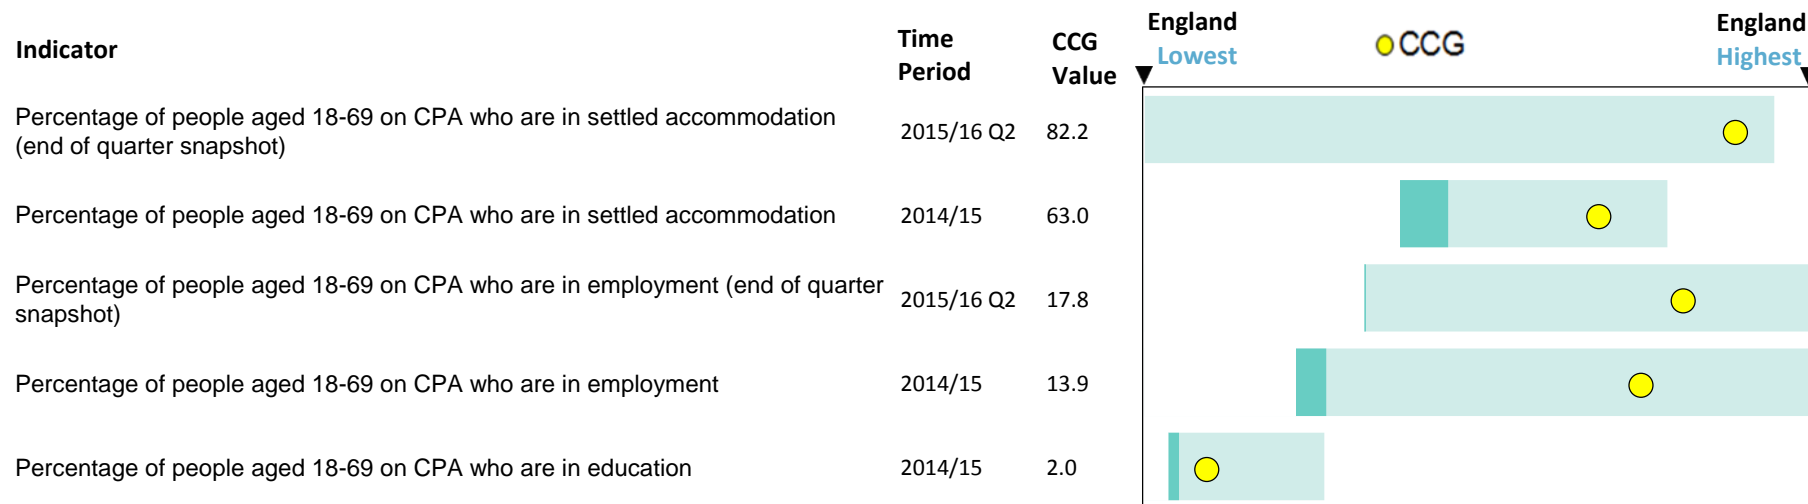 Indicator
Time
Period
CCG
Value
England
Lowest
CCG
England
Highest
Percentage of people aged 18-69 on CPA who are in settled accommodation
(end of quarter snapshot)
2015/16 Q2
82.2
Percentage of people aged 18-69 on CPA who are in settled accommodation
2014/15
63.0
Percentage of people aged 18-69 on CPA who are in employment (end of quarter
snapshot)
2015/16 Q2
17.8
Percentage of people aged 18-69 on CPA who are in employment
2014/15
13.9
Percentage of people aged 18-69 on CPA who are in education
2014/15
2.0